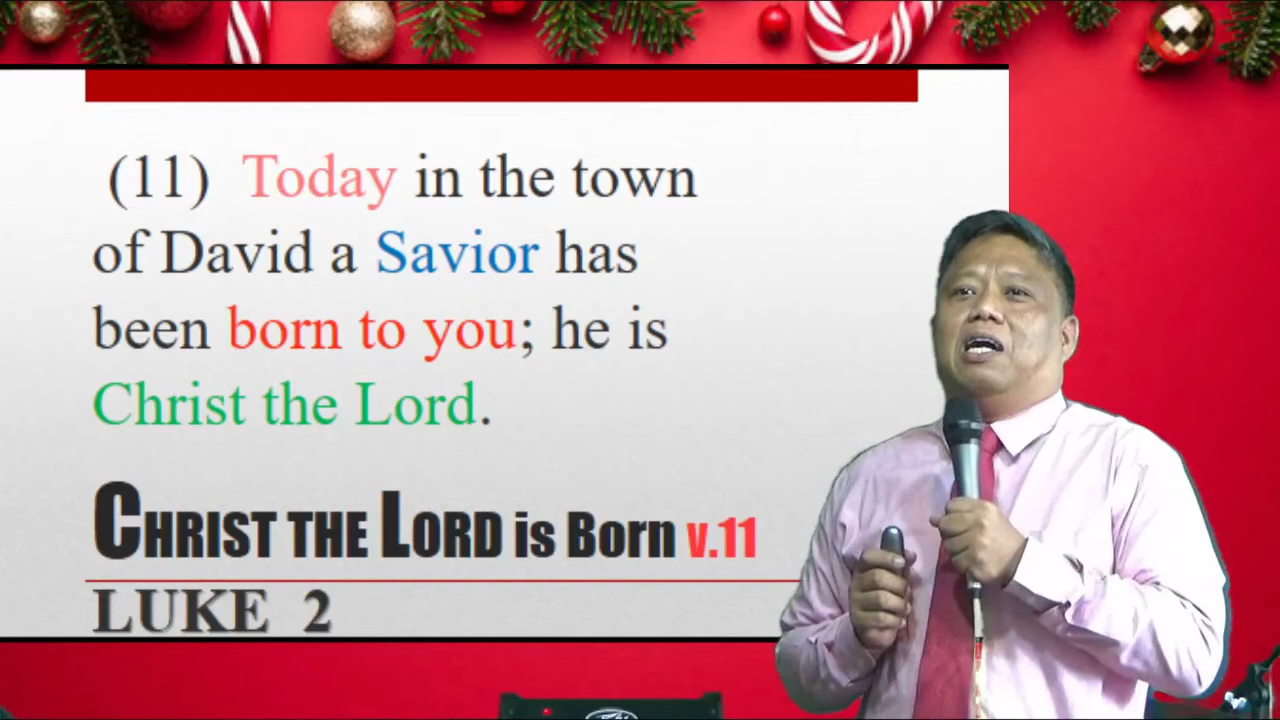 (11) Today in the town
of David a Savior has
been born to you; he is
Christ the Lord.
CHRIST THE LORD is Born v.11
LUKE 2